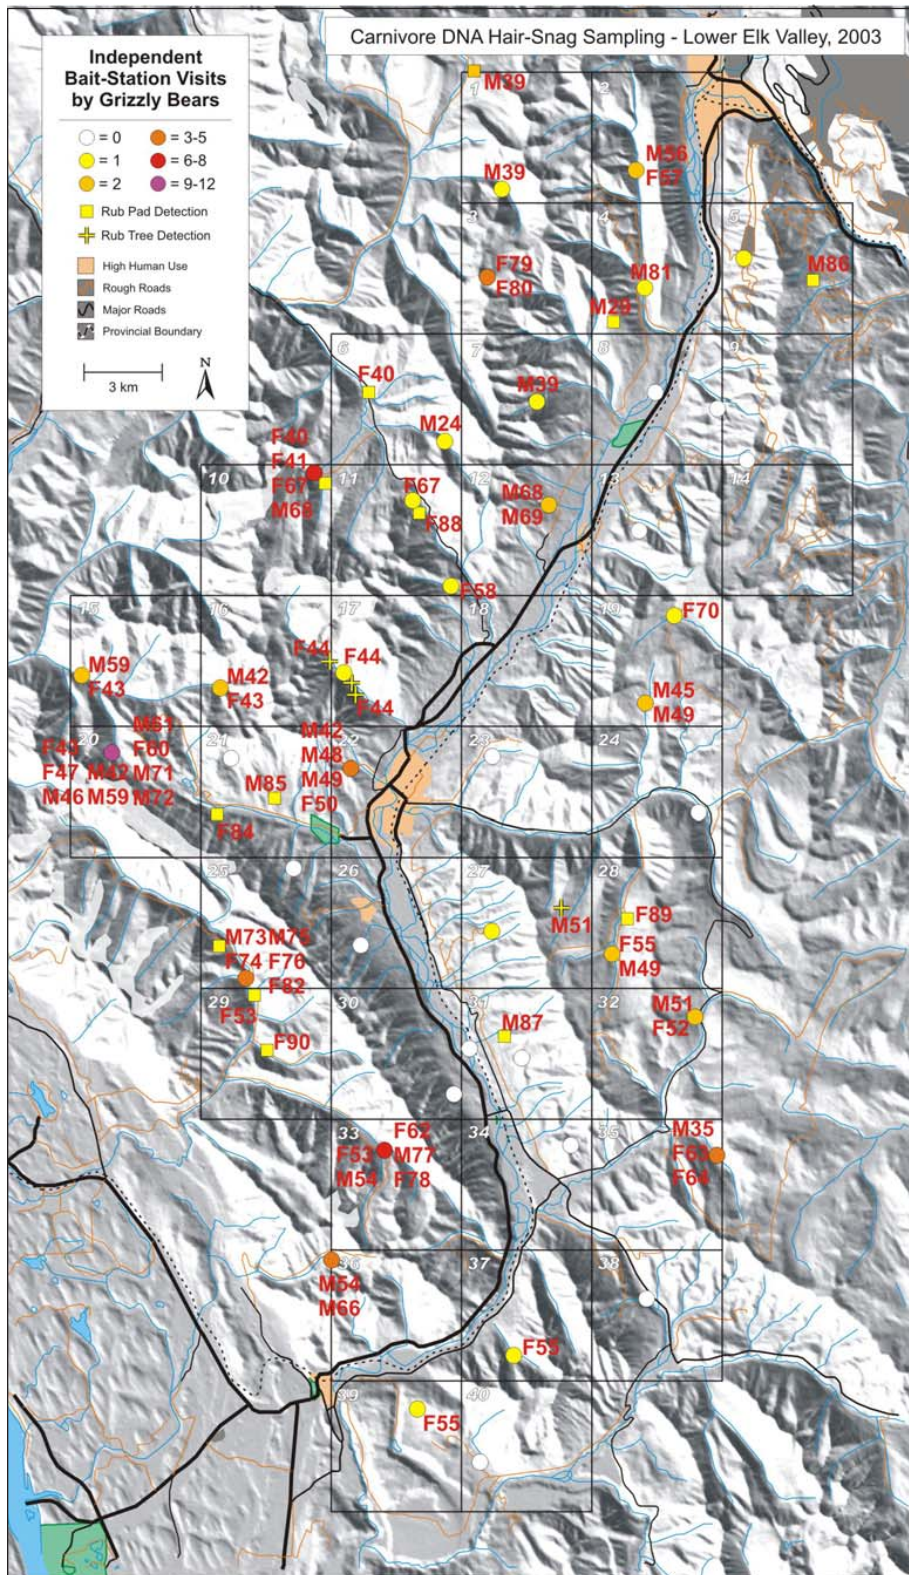 Carnivore DNA Hair-Snag Sampling - Lower Elk Valley, 2003
Independent
Bait-Station Visits
by Grizzly Bears
= 0
= 3-5
= 1
= 6-8
= 2
= 9-12
Rub Pad Detection
Rub Tree Detection
High Human Use
Rough Roads
Major Roads
Provincial Boundary
3 km
N
1
M39
2
M39
M56
F57
3
4
5
F79
F80
M81
M86
M29
6
7
8
9
F40
M39
M24
F40
F41
F67
M68
10
11
12
13
14
F67
F88
M68
M69
F58
15
16
17
18
19
F70
F44
F44
F44
M59
F43
M42
F43
M45
M49
20
21
22
23
24
M61
F60
M71
M72
F43
F47
M42
M46
M59
M42
M48
M49
F50
M85
F84
25
26
27
28
M51
F89
F55
M49
M73
M75
F74
F76
F82
F53
29
30
31
32
M51
F52
M87
F90
33
34
35
F62
F53
M77
M54
F78
M35
F63
F64
36
37
38
M54
M66
F55
39
40
F55